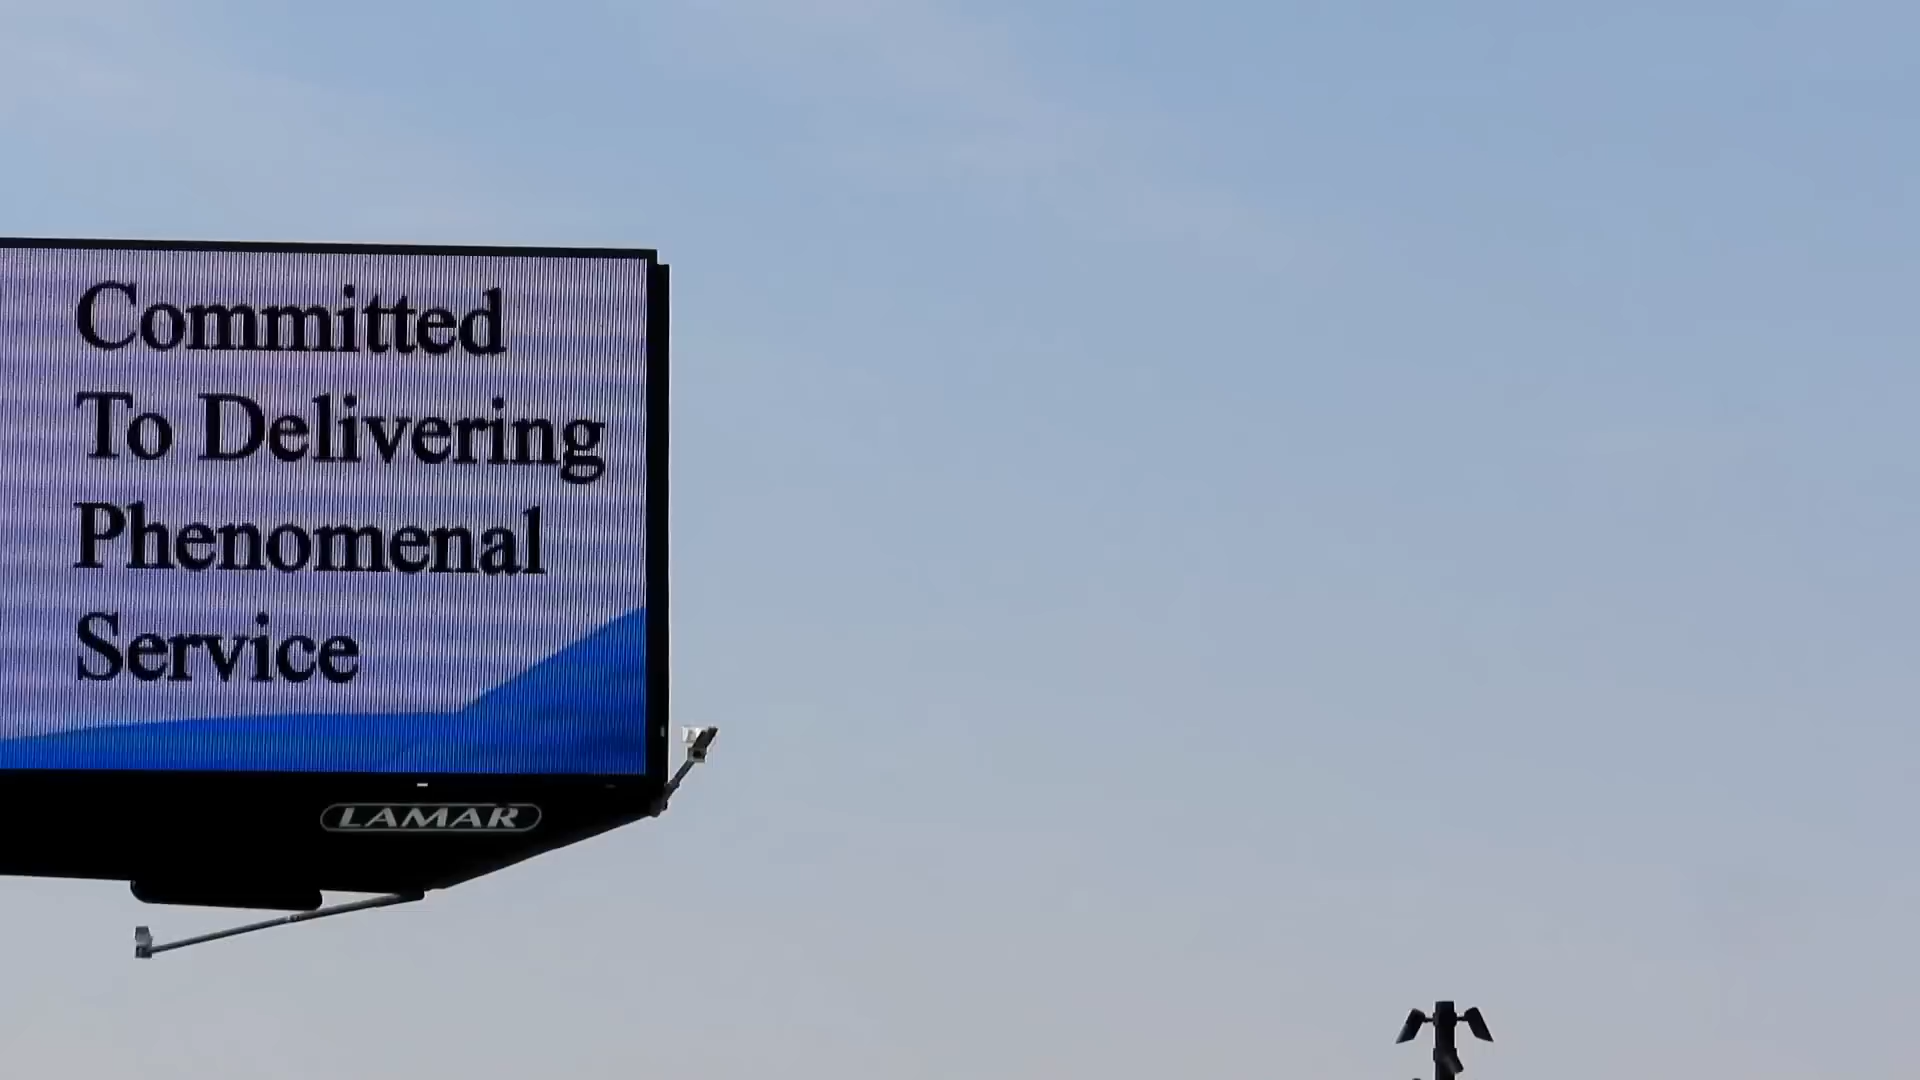 Committed
To Delivering
Phenomenal
Service
LAMAR